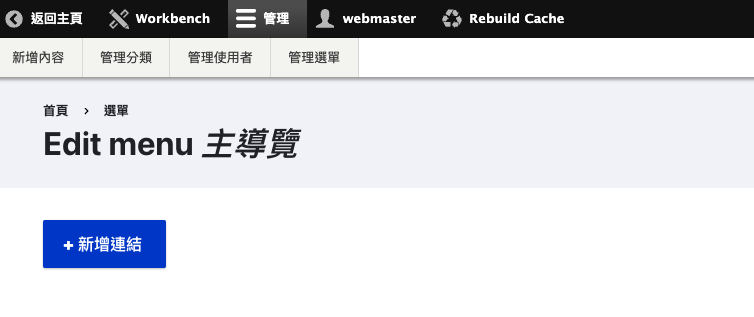 返回主頁 Workbench 管理 webmaster Rebuild Cache
新增內容 管理分類 管理使用者 管理選單
首頁 › 選單
Edit menu 主導覽
+ 新增連結